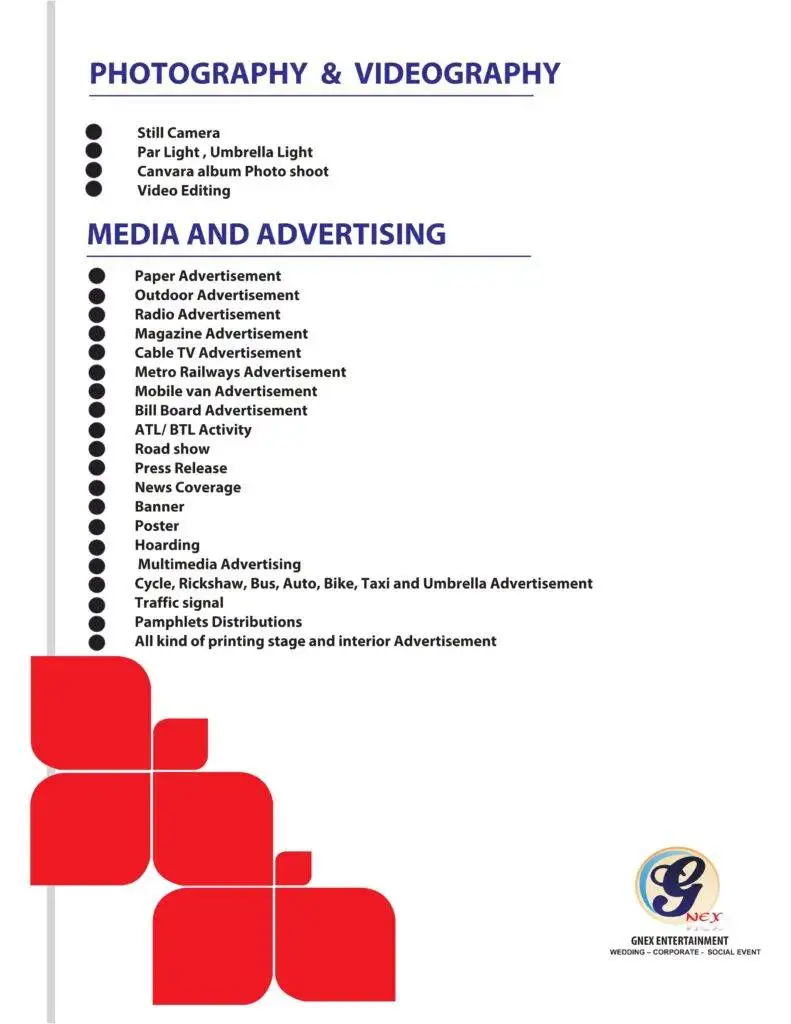 PHOTOGRAPHY & VIDEOGRAPHY
Still Camera
Par Light , Umbrella Light
Canvara album Photo shoot
Video Editing
MEDIA AND ADVERTISING
Paper Advertisement
Outdoor Advertisement
Radio Advertisement
Magazine Advertisement
Cable TV Advertisement
Metro Railways Advertisement
Mobile van Advertisement
Bill Board Advertisement
ATL/ BTL Activity
Road show
Press Release
News Coverage
Banner
Poster
Hoarding
Multimedia Advertising
Cycle, Rickshaw, Bus, Auto, Bike, Taxi and Umbrella Advertisement
Traffic signal
Pamphlets Distributions
All kind of printing stage and interior Advertisement
G
NEX
GNEX ENTERTAINMENT
WEDDING – CORPORATE - SOCIAL EVENT